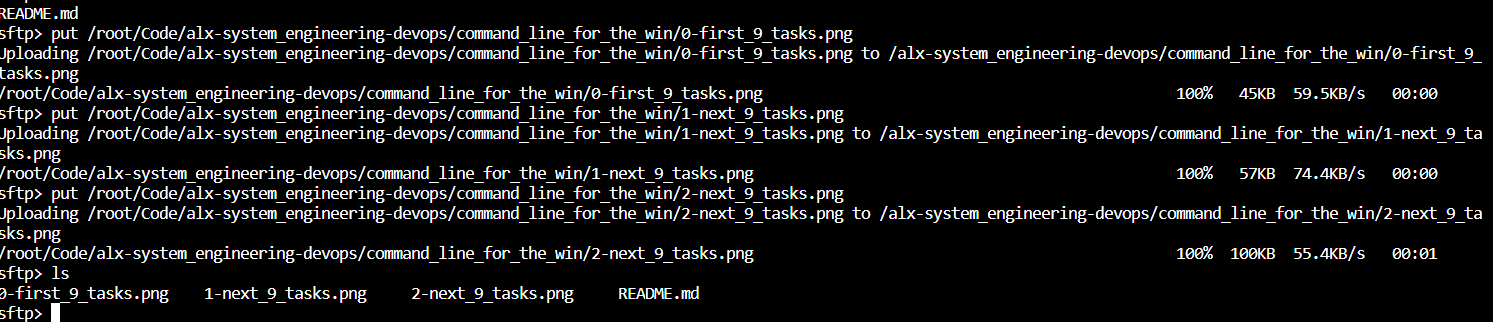 README.md
sftp> put /root/Code/alx-system_engineering-devops/command_line_for_the_win/0-first_9_tasks.png
Uploading /root/Code/alx-system_engineering-devops/command_line_for_the_win/0-first_9_tasks.png to /alx-system_engineering-devops/command_line_for_the_win/0-first_9_
tasks.png
/root/Code/alx-system_engineering-devops/command_line_for_the_win/0-first_9_tasks.png 100% 45KB 59.5KB/s 00:00
sftp> put /root/Code/alx-system_engineering-devops/command_line_for_the_win/1-next_9_tasks.png
Uploading /root/Code/alx-system_engineering-devops/command_line_for_the_win/1-next_9_tasks.png to /alx-system_engineering-devops/command_line_for_the_win/1-next_9_ta
sks.png
/root/Code/alx-system_engineering-devops/command_line_for_the_win/1-next_9_tasks.png 100% 57KB 74.4KB/s 00:00
sftp> put /root/Code/alx-system_engineering-devops/command_line_for_the_win/2-next_9_tasks.png
Uploading /root/Code/alx-system_engineering-devops/command_line_for_the_win/2-next_9_tasks.png to /alx-system_engineering-devops/command_line_for_the_win/2-next_9_ta
sks.png
/root/Code/alx-system_engineering-devops/command_line_for_the_win/2-next_9_tasks.png 100% 100KB 55.4KB/s 00:01
sftp> ls
0-first_9_tasks.png 1-next_9_tasks.png 2-next_9_tasks.png README.md
sftp>